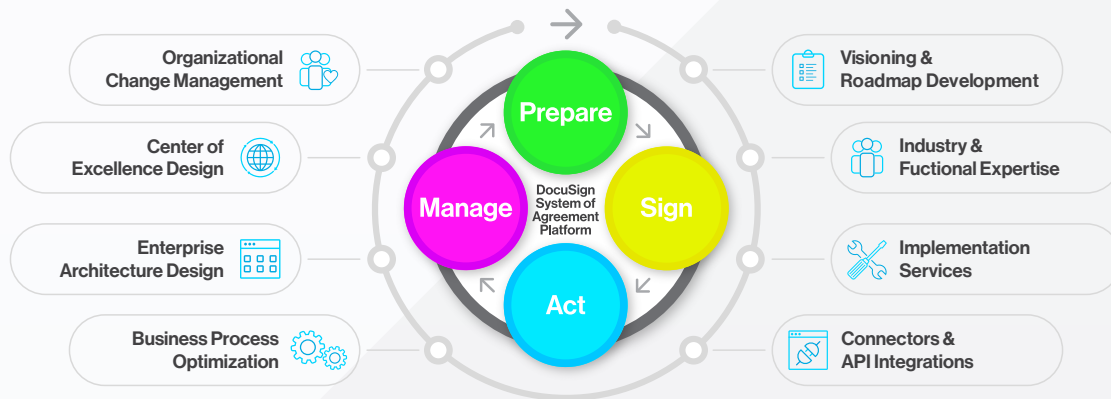 Organizational
Change Management
Center of
Excellence Design
Enterprise
Architecture Design
Business Process
Optimization
Prepare
Manage
DocuSign
System of
Agreement
Platform
Sign
Act
Visioning &
Roadmap Development
Industry &
Fuctional Expertise
Implementation
Services
Connectors &
API Integrations